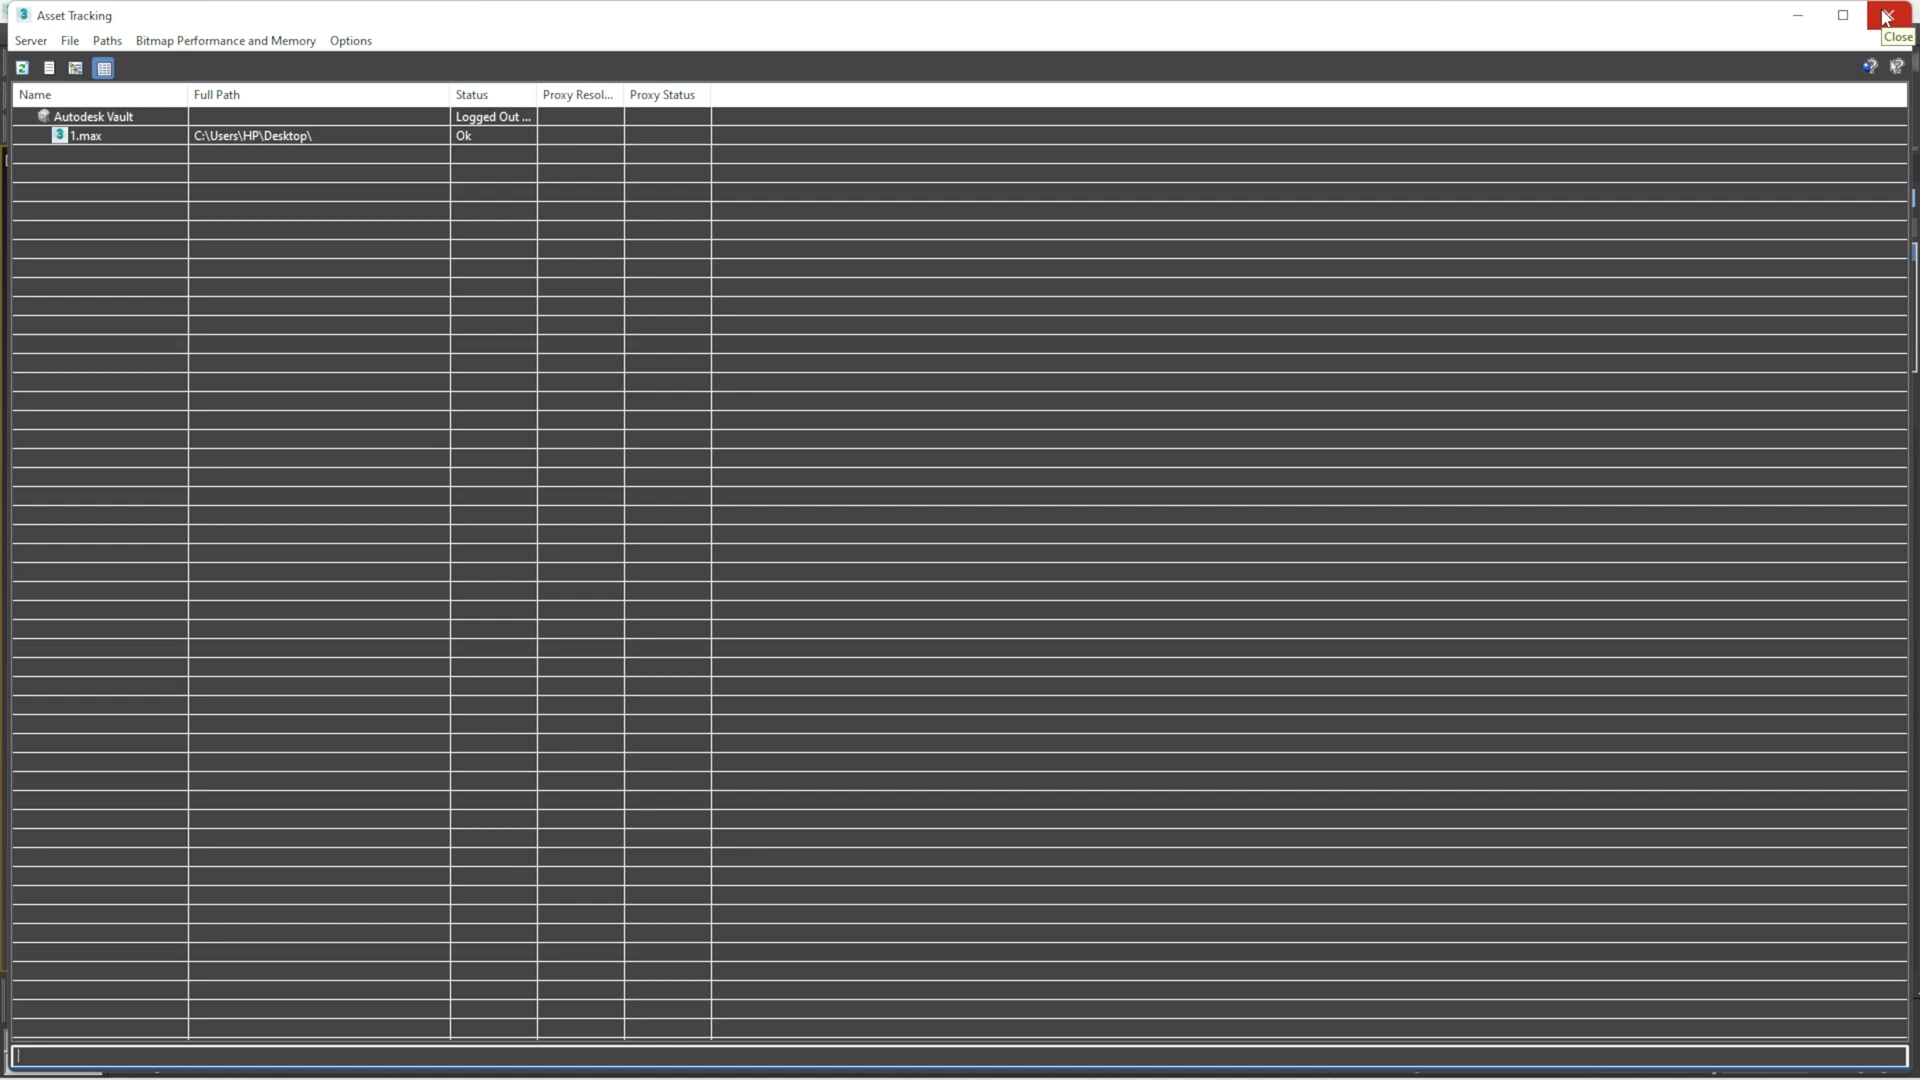 Asset Tracking
Server File Paths Bitmap Performance and Memory Options
Close
Name Full Path Status Proxy Resol... Proxy Status
Autodesk Vault Logged Out ...
1.max C:\Users\HP\Desktop\ Ok